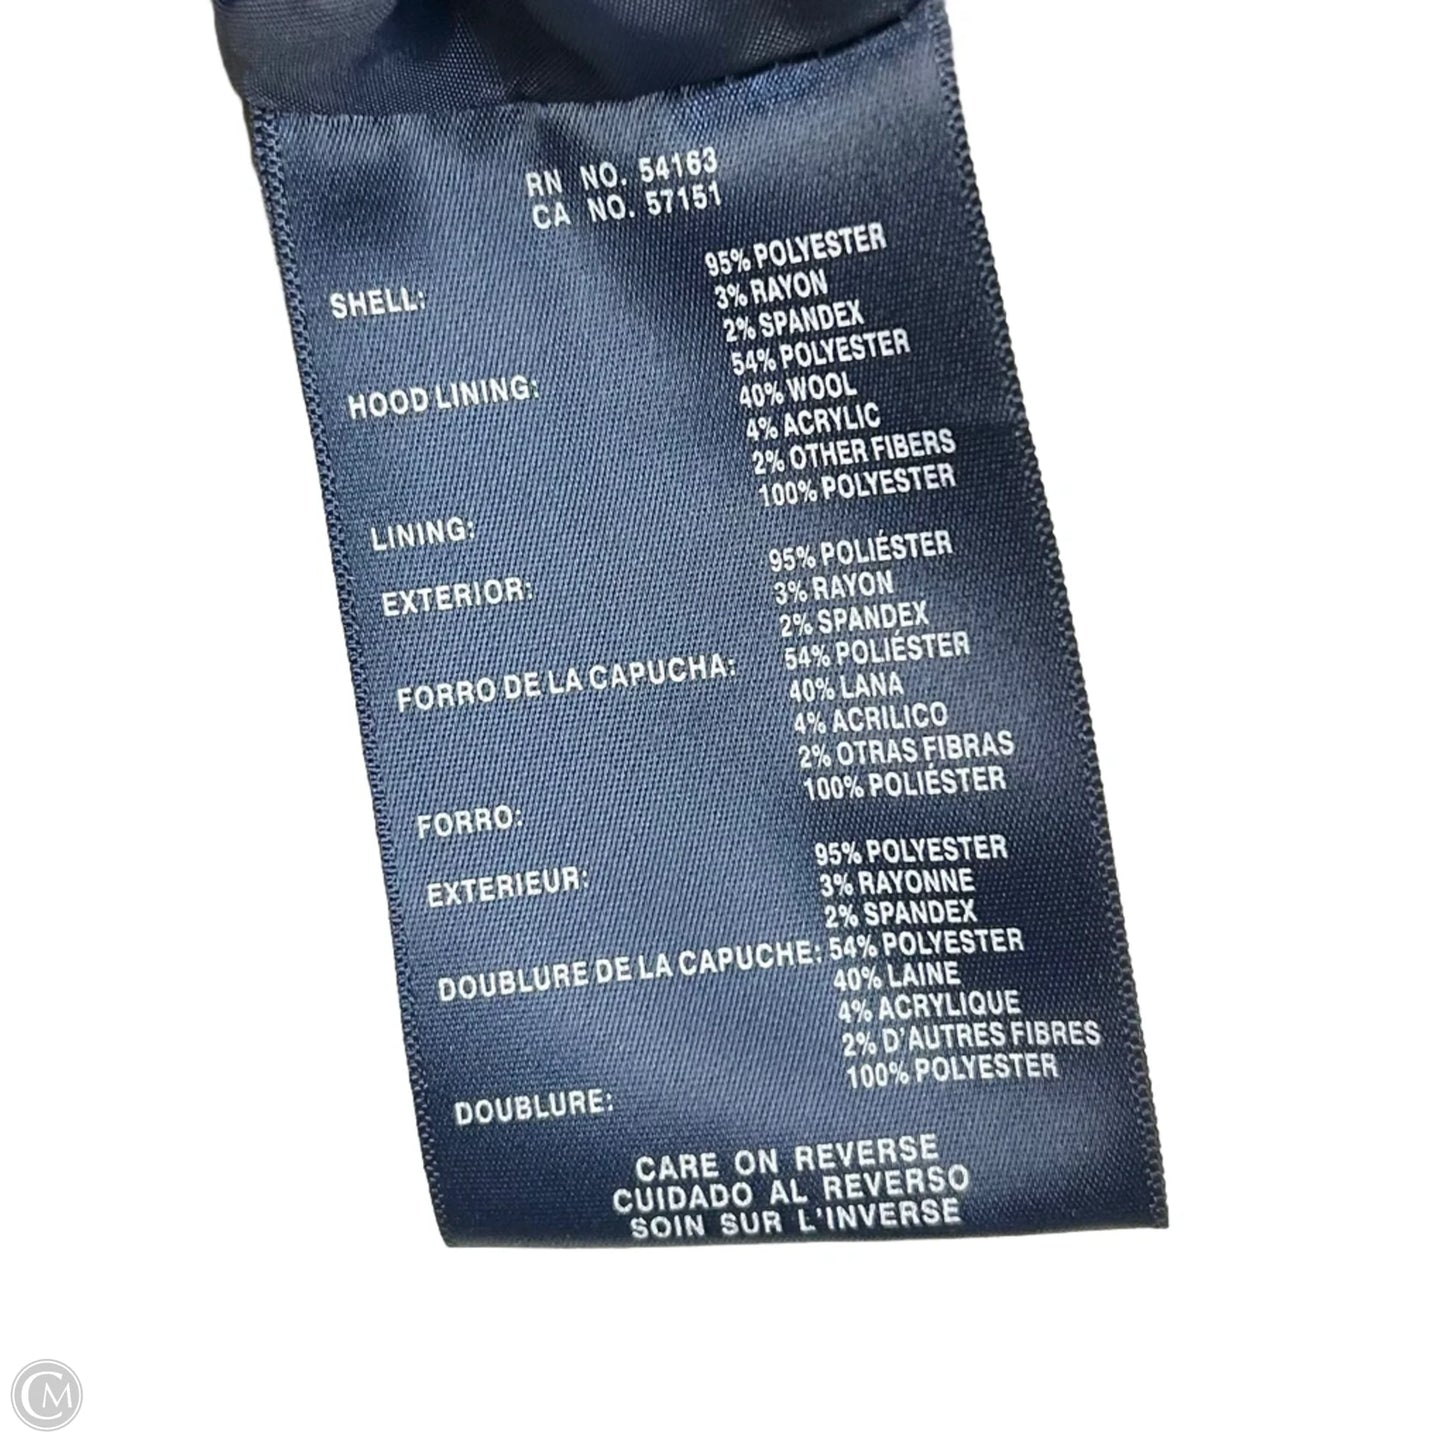 RN NO. 54163
CA NO. 57151
SHELL: 95% POLYESTER
3% RAYON
2% SPANDEX
HOOD LINING: 54% POLYESTER
40% WOOL
4% ACRYLIC
2% OTHER FIBERS
LINING: 100% POLYESTER
EXTERIOR: 95% POLIÉSTER
3% RAYON
2% SPANDEX
FORRO DE LA CAPUCHA: 54% POLIÉSTER
40% LANA
4% ACRILICO
2% OTRAS FIBRAS
FORRO: 100% POLIÉSTER
EXTERIEUR: 95% POLYESTER
3% RAYONNE
2% SPANDEX
DOUBLURE DE LA CAPUCHE: 54% POLYESTER
40% LAINE
4% ACRYLIQUE
2% D'AUTRES FIBRES
DOUBLURE: 100% POLYESTER
CARE ON REVERSE
CUIDADO AL REVERSO
SOIN SUR L'INVERSE
CM